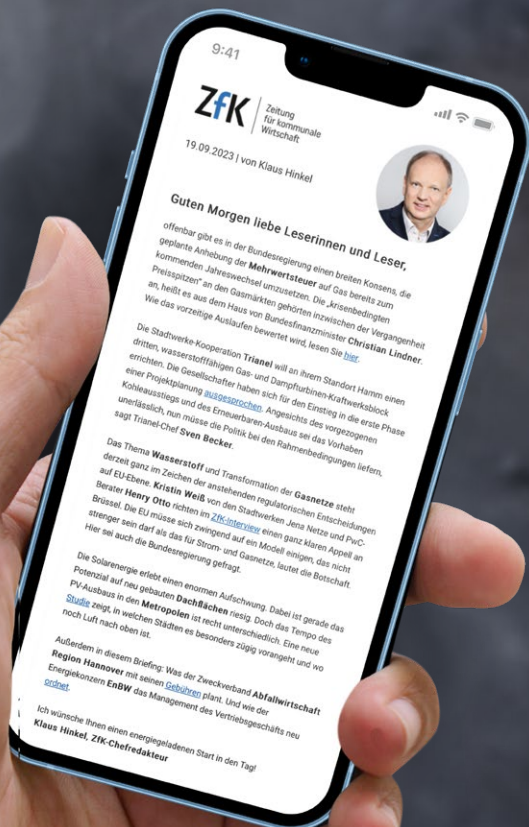 9:41
ZfK
Zeitung
für kommunale
Wirtschaft
19.09.2023 | von Klaus Hinkel
Guten Morgen liebe Leserinnen und Leser,
offenbar gibt es in der Bundesregierung einen breiten Konsens, die
geplante Anhebung der Mehrwertsteuer auf Gas bereits zum
kommenden Jahreswechsel umzusetzen. Die „krisenbedingten
Preisspitzen" an den Gasmärkten gehörten inzwischen der Vergangenheit
an, heißt es aus dem Haus von Bundesfinanzminister Christian Lindner.
Wie das vorzeitige Auslaufen bewertet wird, lesen Sie hier.
Die Stadtwerke-Kooperation Trianel will an ihrem Standort Hamm einen
dritten, wasserstofffähigen Gas- und Dampfturbinen-Kraftwerksblock
errichten. Die Gesellschafter haben sich für den Einstieg in die erste Phase
einer Projektplanung ausgesprochen. Angesichts des vorgezogenen
Kohleausstiegs und des Erneuerbaren-Ausbaus sei das Vorhaben
unerlässlich, nun müsse die Politik bei den Rahmenbedingungen liefern,
sagt Trianel-Chef Sven Becker.
Das Thema Wasserstoff und Transformation der Gasnetze steht
derzeit ganz im Zeichen der anstehenden regulatorischen Entscheidungen
auf EU-Ebene. Kristin Weiß von den Stadtwerken Jena Netze und PwC-
Berater Henry Otto richten im ZfK-Interview einen ganz klaren Appell an
Brüssel. Die EU müsse sich zwingend auf ein Modell einigen, das nicht
strenger sein darf als das für Strom- und Gasnetze, lautet die Botschaft.
Hier sei auch die Bundesregierung gefragt.
Die Solarenergie erlebt einen enormen Aufschwung. Dabei ist gerade das
Potenzial auf neu gebauten Dachflächen riesig. Doch das Tempo des
PV-Ausbaus in den Metropolen ist recht unterschiedlich. Eine neue
Studie zeigt, in welchen Städten es besonders zügig vorangeht und wo
noch Luft nach oben ist.
Außerdem in diesem Briefing: Was der Zweckverband Abfallwirtschaft
Region Hannover mit seinen Gebühren plant. Und wie der
Energiekonzern EnBW das Management des Vertriebsgeschäfts neu
ordnet.
Ich wünsche Ihnen einen energiegeladenen Start in den Tag!
Klaus Hinkel, ZfK-Chefredakteur